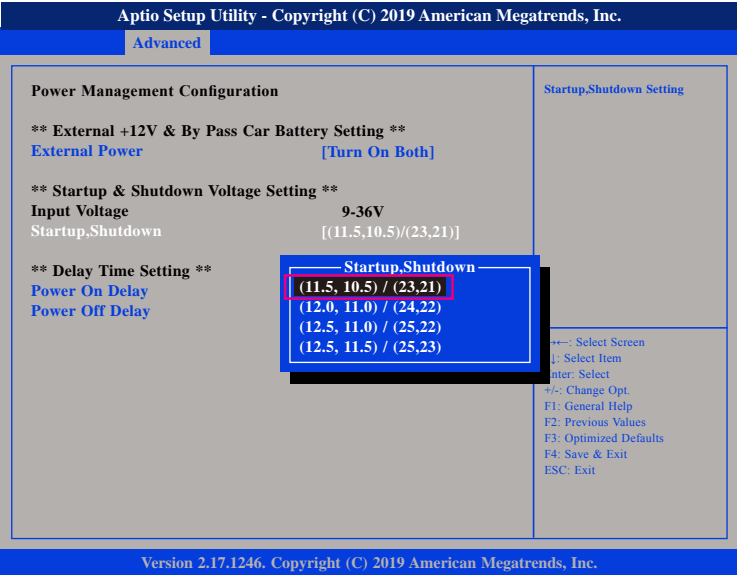 Aptio Setup Utility - Copyright (C) 2019 American Megatrends, Inc.
Advanced
Power Management Configuration
** External +12V & By Pass Car Battery Setting **
External Power [Turn On Both]
** Startup & Shutdown Voltage Setting **
Input Voltage 9-36V
Startup,Shutdown [(11.5,10.5)/(23,21)]
** Delay Time Setting **
Power On Delay
Power Off Delay
Startup,Shutdown
(11.5, 10.5) / (23,21)
(12.0, 11.0) / (24,22)
(12.5, 11.0) / (25,22)
(12.5, 11.5) / (25,23)
Startup,Shutdown Setting
→←: Select Screen
↓: Select Item
Enter: Select
+/-: Change Opt.
F1: General Help
F2: Previous Values
F3: Optimized Defaults
F4: Save & Exit
ESC: Exit
Version 2.17.1246. Copyright (C) 2019 American Megatrends, Inc.